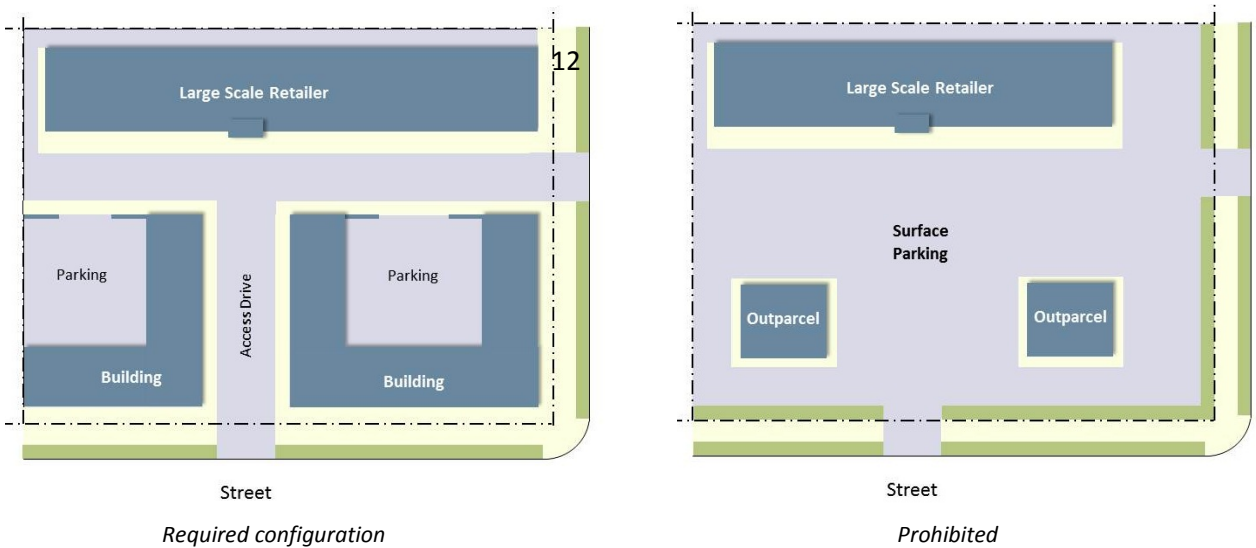 12
Large Scale Retailer
Parking
Access Drive
Parking
Building
Building
Street
Required configuration
Large Scale Retailer
Surface
Parking
Outparcel
Outparcel
Street
Prohibited